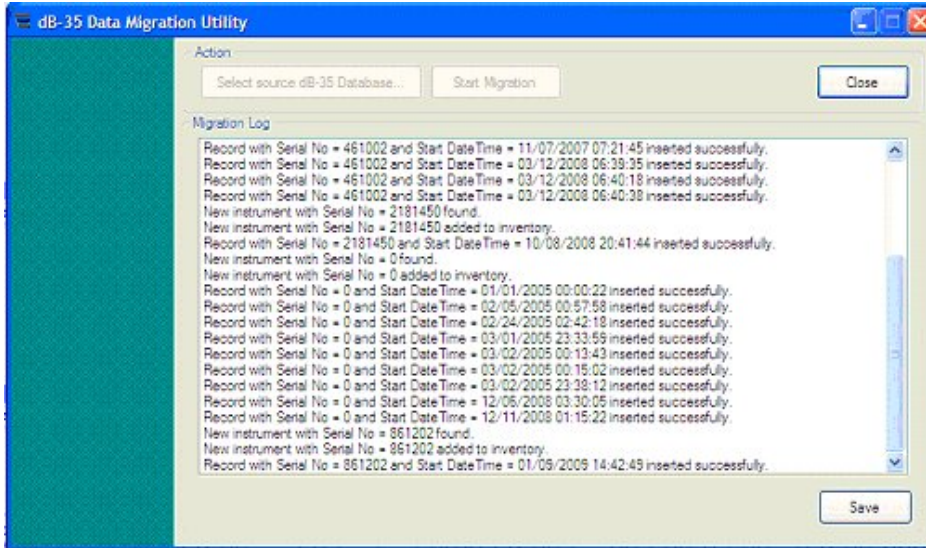 dB-35 Data Migration Utility
Action
Select source dB-35 Database...
Start Migration
Close
Migration Log
Record with Serial No = 461002 and Start DateTime = 11/07/2007 07:21:45 inserted successfully.
Record with Serial No = 461002 and Start DateTime = 03/12/2008 06:39:35 inserted successfully.
Record with Serial No = 461002 and Start DateTime = 03/12/2008 06:40:18 inserted successfully.
Record with Serial No = 461002 and Start DateTime = 03/12/2008 06:40:38 inserted successfully.
New instrument with Serial No = 2181450 found.
New instrument with Serial No = 2181450 added to inventory.
Record with Serial No = 2181450 and Start DateTime = 10/08/2008 20:41:44 inserted successfully.
New instrument with Serial No = 0 found.
New instrument with Serial No = 0 added to inventory.
Record with Serial No = 0 and Start DateTime = 01/01/2005 00:00:22 inserted successfully.
Record with Serial No = 0 and Start DateTime = 02/05/2005 00:57:58 inserted successfully.
Record with Serial No = 0 and Start DateTime = 02/24/2005 02:42:18 inserted successfully.
Record with Serial No = 0 and Start DateTime = 03/01/2005 23:33:56 inserted successfully.
Record with Serial No = 0 and Start DateTime = 03/02/2005 00:13:43 inserted successfully.
Record with Serial No = 0 and Start DateTime = 03/02/2005 00:15:02 inserted successfully.
Record with Serial No = 0 and Start DateTime = 03/02/2005 23:38:12 inserted successfully.
Record with Serial No = 0 and Start DateTime = 12/06/2008 03:30:05 inserted successfully.
Record with Serial No = 0 and Start DateTime = 12/11/2008 01:15:22 inserted successfully.
New instrument with Serial No = 861202 found.
New instrument with Serial No = 861202 added to inventory.
Record with Serial No = 861202 and Start DateTime = 01/09/2009 14:42:49 inserted successfully.
Save